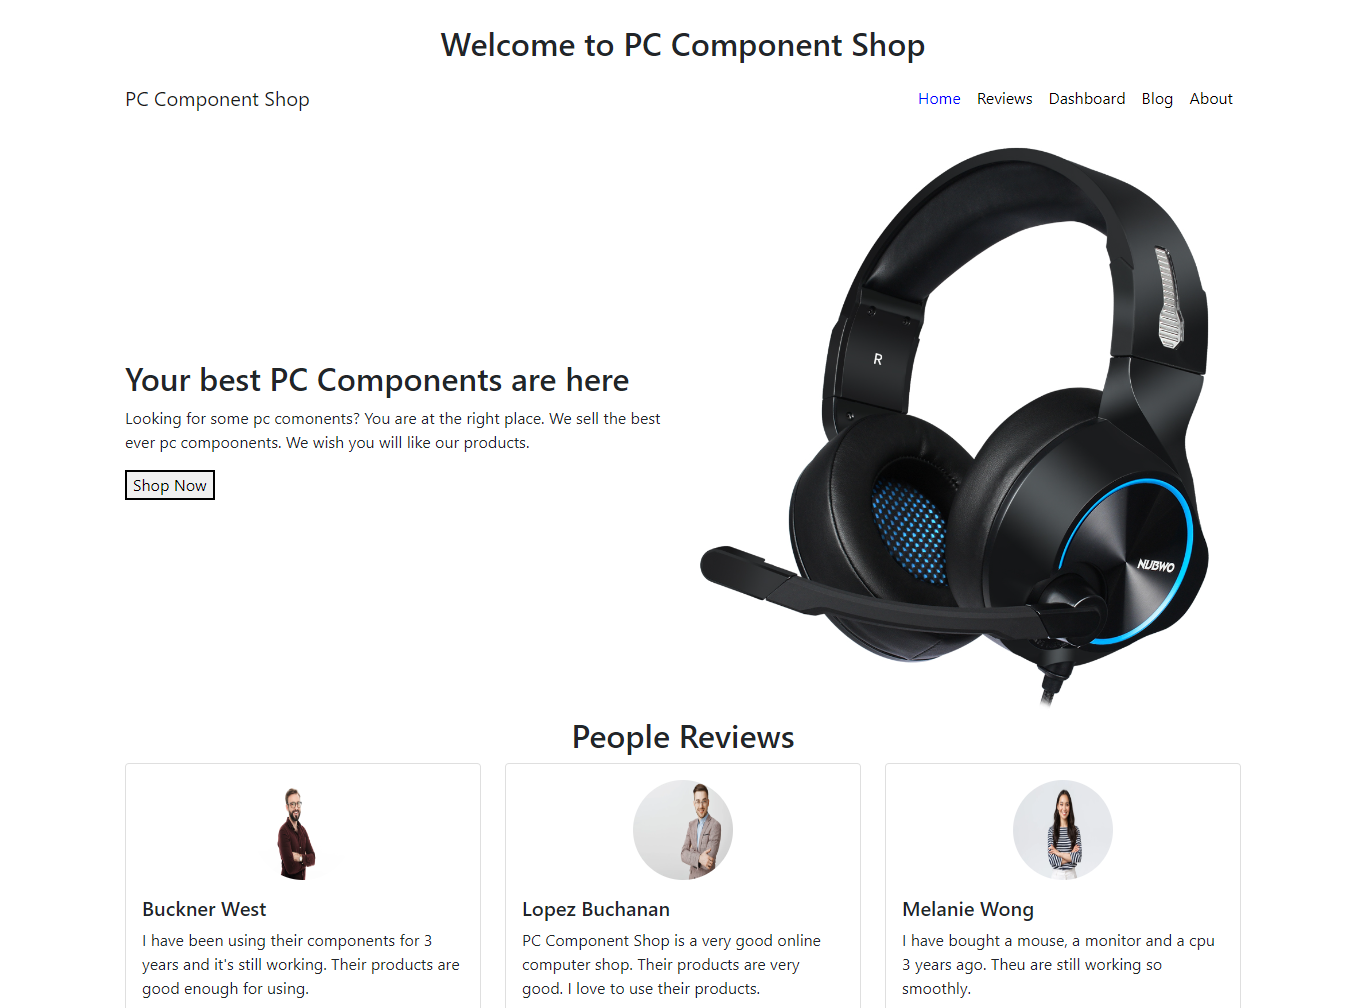 Welcome to PC Component Shop
PC Component Shop
Home Reviews Dashboard Blog About
R
Your best PC Components are here
Looking for some pc comonents? You are at the right place. We sell the best
ever pc compoonents. We wish you will like our products.
Shop Now
NUBWO
People Reviews
Buckner West
I have been using their components for 3
years and it's still working. Their products are
good enough for using.
Lopez Buchanan
PC Component Shop is a very good online
computer shop. Their products are very
good. I love to use their products.
Melanie Wong
I have bought a mouse, a monitor and a cpu
3 years ago. Theu are still working so
smoothly.